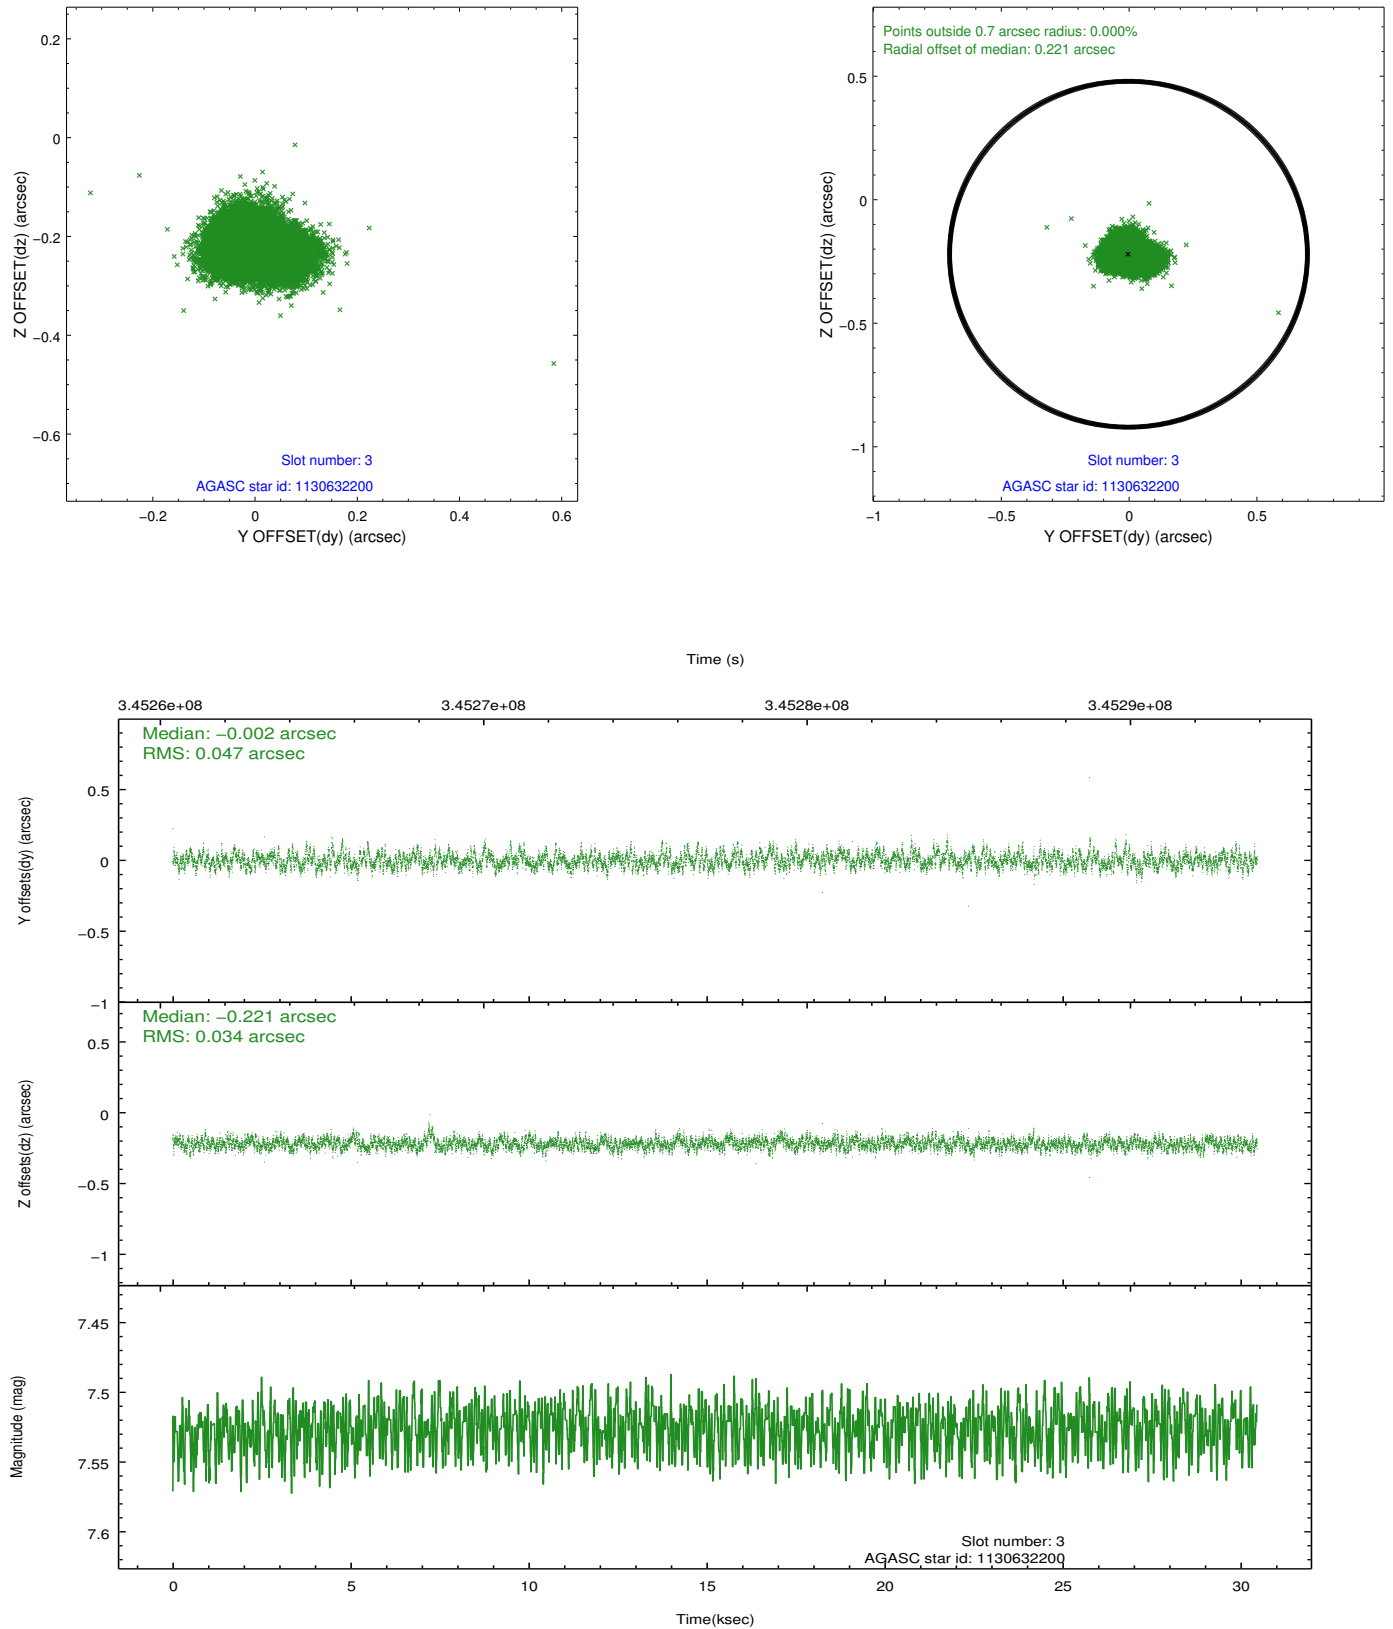 0.2
0
−0.2
−0.4
−0.6
Z OFFSET(dz) (arcsec)
Slot number: 3
AGASC star id: 1130632200
−0.2 0 0.2 0.4 0.6
Y OFFSET(dy) (arcsec)
Points outside 0.7 arcsec radius: 0.000%
Radial offset of median: 0.221 arcsec
0.5
0
−0.5
−1
Z OFFSET(dz) (arcsec)
Slot number: 3
AGASC star id: 1130632200
−1 −0.5 0 0.5
Y OFFSET(dy) (arcsec)
Time (s)
3.4526e+08 3.4527e+08 3.4528e+08 3.4529e+08
Median: −0.002 arcsec
RMS: 0.047 arcsec
0.5
0
−0.5
−1
Y offsets(dy) (arcsec)
Median: −0.221 arcsec
RMS: 0.034 arcsec
0.5
0
−0.5
−1
Z offsets(dz) (arcsec)
7.45
7.5
7.55
7.6
Magnitude (mag)
Slot number: 3
AGASC star id: 1130632200
0 5 10 15 20 25 30
Time(ksec)